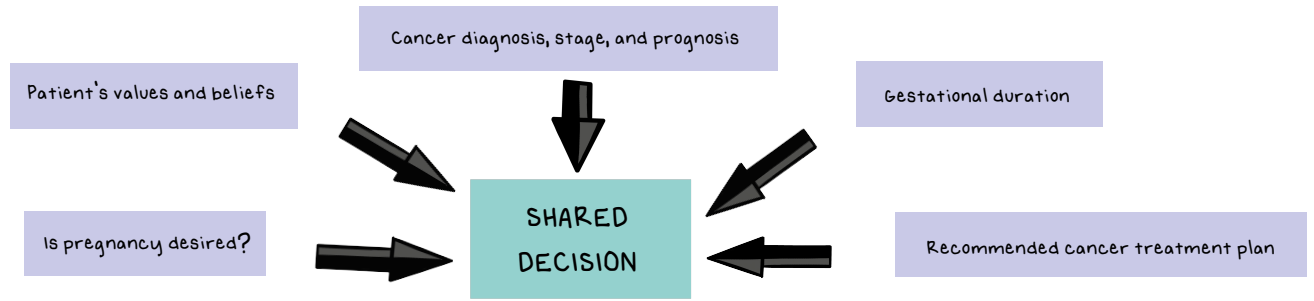 Cancer diagnosis, stage, and prognosis
Patient's values and beliefs
Gestational duration
SHARED
DECISION
Is pregnancy desired?
Recommended cancer treatment plan